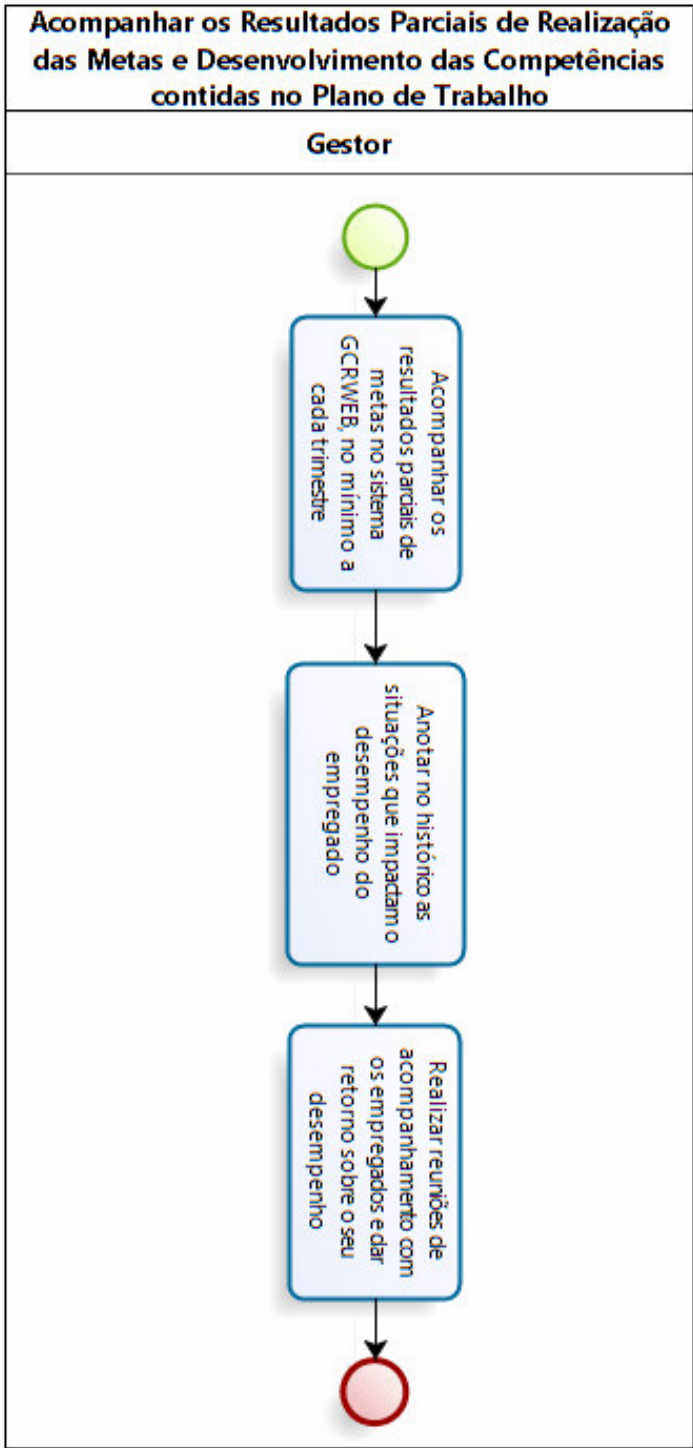 Acompanhar os Resultados Parciais de Realização
das Metas e Desenvolvimento das Competências
contidas no Plano de Trabalho
Gestor
Acompanhar os
resultados parciais de
metas no sistema
GCRWEB, no mínimo a
cada trimestre
Anotar no histórico as
situações que impactam o
desempenho do
empregado
Realizar reuniões de
acompanhamento com
os empregados e dar
retorno sobre o seu
desempenho